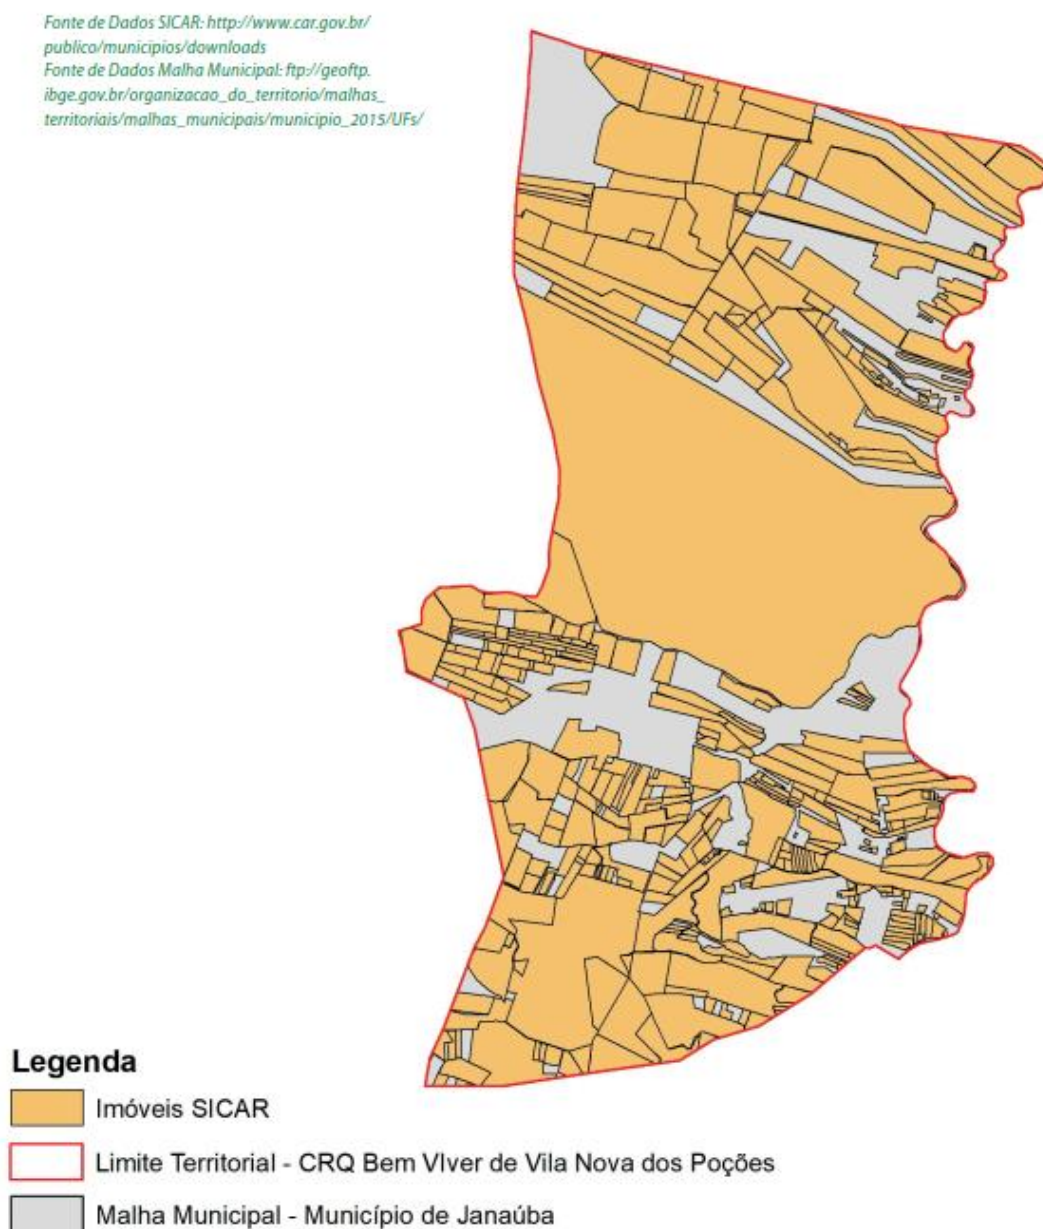 Fonte de Dados SICAR: http://www.car.gov.br/
publico/municipios/downloads
Fonte de Dados Malha Municipal: ftp://geoftp.
ibge.gov.br/organizacao_do_territorio/malhas_
territoriais/malhas_municipais/municipio_2015/UFs/
Legenda
Imóveis SICAR
Limite Territorial - CRQ Bem VIver de Vila Nova dos Poções
Malha Municipal - Município de Janaúba